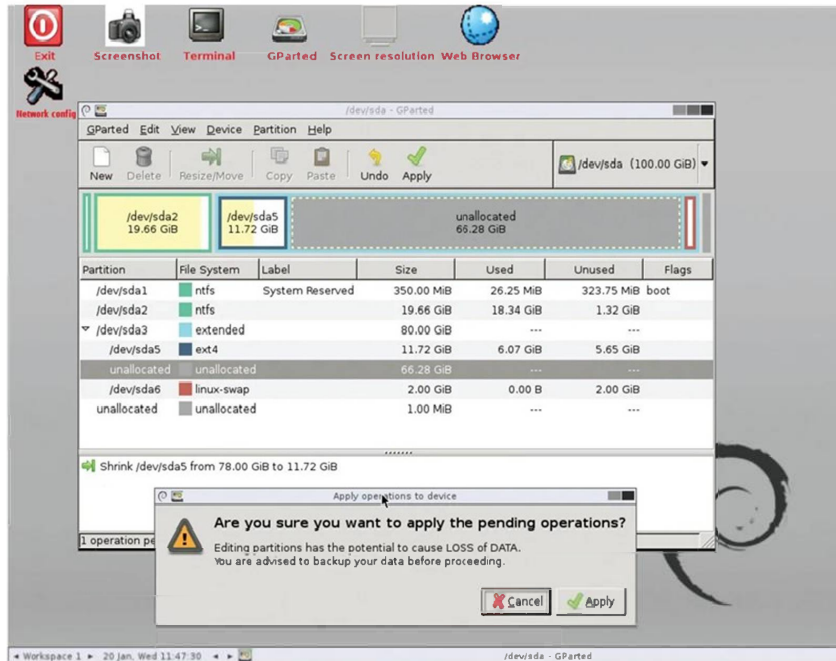 Exit
Screenshot
Terminal
GParted
Screen resolution
Web Browser
Network config
/dev/sda - GParted
GParted Edit View Device Partition Help
New Delete Resize/Move Copy Paste Undo Apply
/dev/sda (100.00 GiB)
/dev/sda2
19.66 GiB
/dev/sda5
11.72 GiB
unallocated
66.28 GiB
Partition File System Label Size Used Unused Flags
/dev/sda1 ntfs System Reserved 350.00 MiB 26.25 MiB 323.75 MiB boot
/dev/sda2 ntfs 19.66 GiB 18.34 GiB 1.32 GiB
/dev/sda3 extended 80.00 GiB --- ---
/dev/sda5 ext4 11.72 GiB 6.07 GiB 5.65 GiB
unallocated unallocated 66.28 GiB --- ---
/dev/sda6 linux-swap 2.00 GiB 0.00 B 2.00 GiB
unallocated unallocated 1.00 MiB --- ---
Shrink /dev/sda5 from 78.00 GiB to 11.72 GiB
Apply operations to device
Are you sure you want to apply the pending operations?
Editing partitions has the potential to cause LOSS of DATA.
You are advised to backup your data before proceeding.
1 operation pe
Cancel Apply
Workspace 1 20 Jan, Wed 11:47:30 /dev/sda - GParted